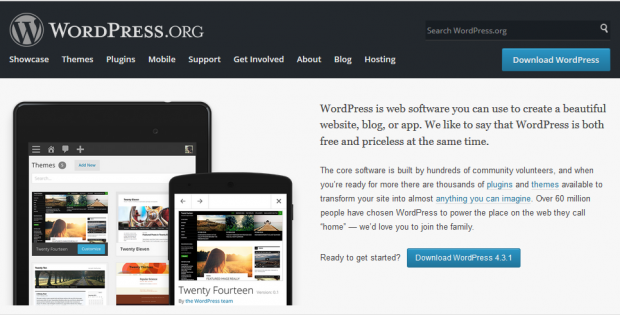 WORDPRESS.ORG
Search WordPress.org
Showcase Themes Plugins Mobile Support Get Involved About Blog Hosting
Download WordPress
WordPress is web software you can use to create a beautiful
website, blog, or app. We like to say that WordPress is both
free and priceless at the same time.
The core software is built by hundreds of community volunteers, and when
you're ready for more there are thousands of plugins and themes available to
transform your site into almost anything you can imagine. Over 60 million
people have chosen WordPress to power the place on the web they call
“home” — we'd love you to join the family.
Ready to get started? Download WordPress 4.3.1
Themes 5 Add New
Search...
Twenty Fourteen Customize
Twenty Eleven
Twenty Fourteen
By the WordPress team